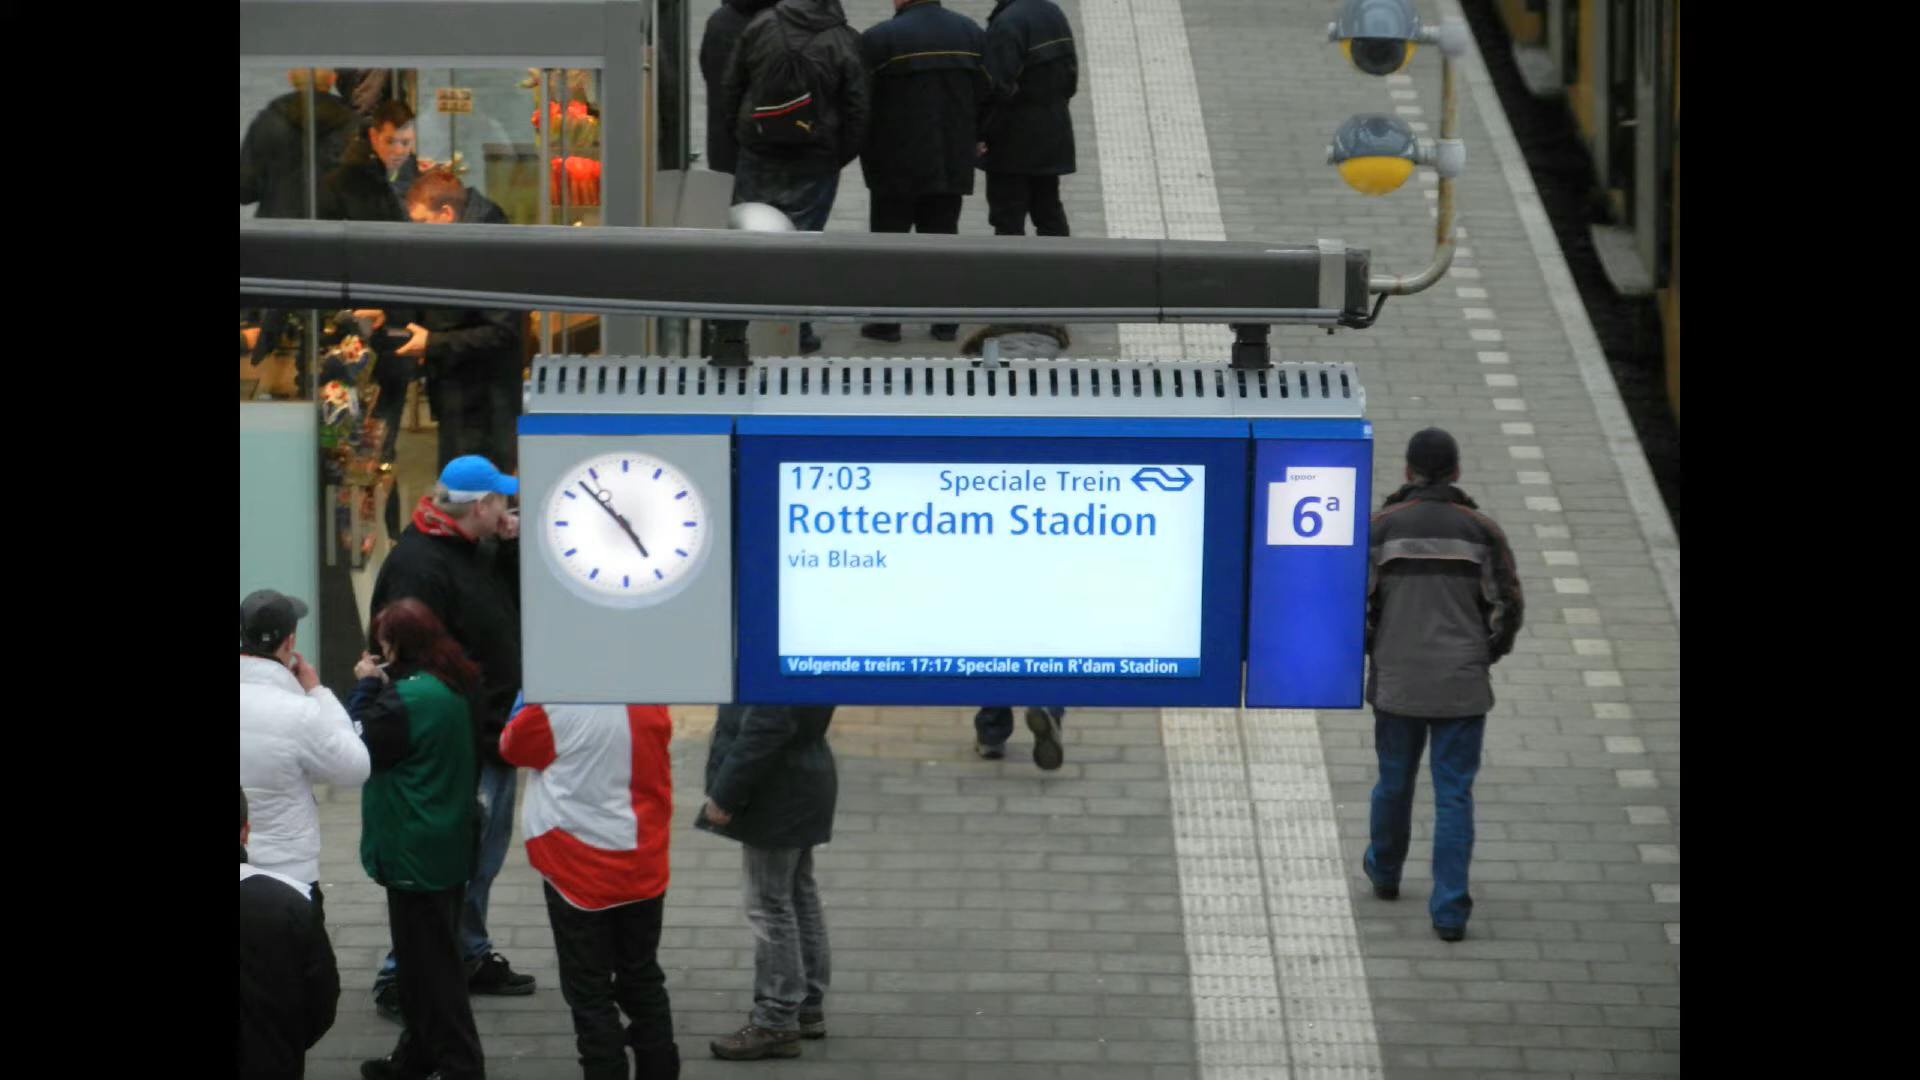 17:03 Speciale Trein
Rotterdam Stadion
via Blaak
Volgende trein: 17:17 Speciale Trein R'dam Stadion
spoor
6a